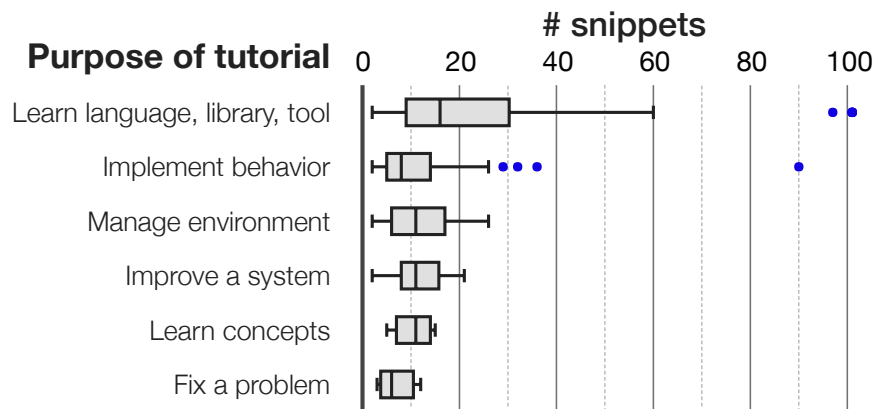 # snippets
Purpose of tutorial 0 20 40 60 80 100
Learn language, library, tool
Implement behavior
Manage environment
Improve a system
Learn concepts
Fix a problem